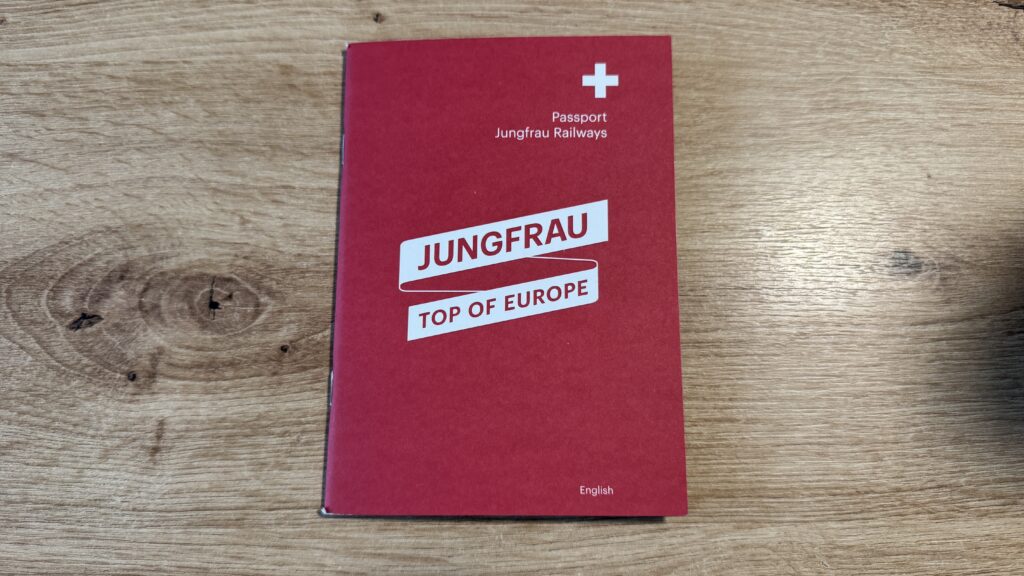 Passport
Jungfrau Railways
JUNGFRAU
TOP OF EUROPE
English